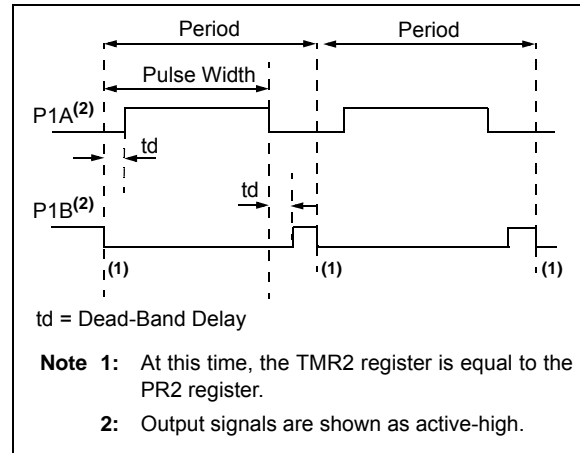 Period Period
Pulse Width
P1A(2)
td
td
P1B(2)
(1) (1) (1)
td = Dead-Band Delay
Note 1: At this time, the TMR2 register is equal to the
PR2 register.
2: Output signals are shown as active-high.